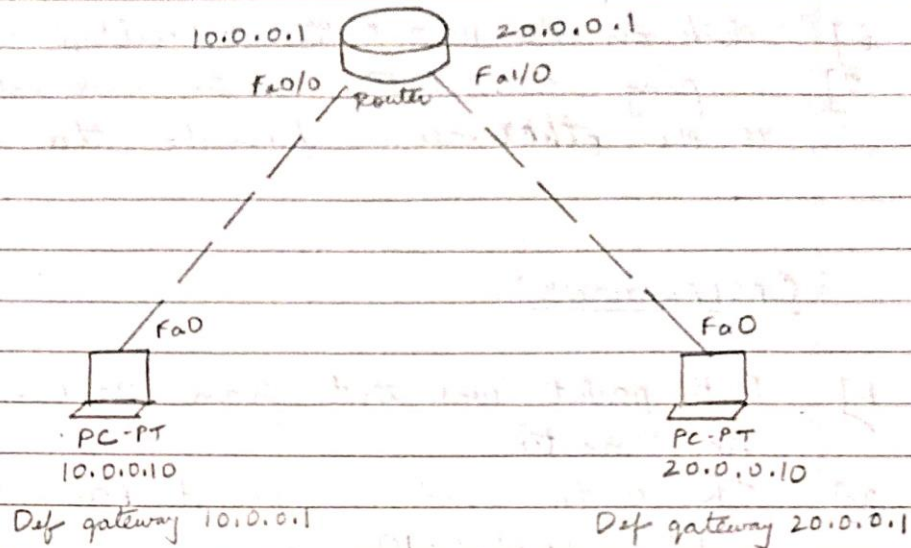 10.0.0.1 20.0.0.1
Fa0/0 Fa1/0
Router
Fa0 Fa0
PC-PT PC-PT
10.0.0.10 20.0.0.10
Def gateway 10.0.0.1 Def gateway 20.0.0.1